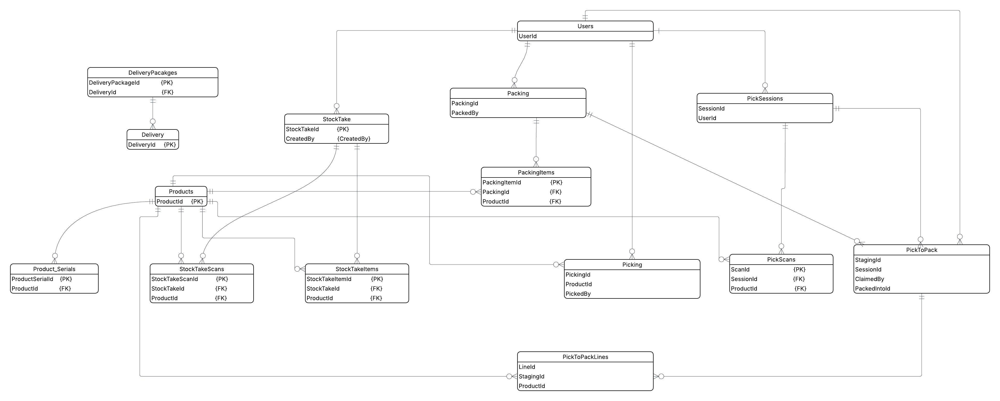 Users
UserId
DeliveryPacakges
DeliveryPackageId {PK}
DeliveryId {FK}
Packing
PackingId
PackedBy
PickSessions
SessionId
UserId
StockTake
StockTakeId {PK}
CreatedBy {CreatedBy}
Delivery
DeliveryId {PK}
PackingItems
PackingItemId {PK}
PackingId {FK}
ProductId {FK}
Products
ProductId {PK}
Product_Serials
ProductSerialId {PK}
ProductId {FK}
StockTakeScans
StockTakeScanId {PK}
StockTakeId {FK}
ProductId {FK}
StockTakeItems
StockTakeItemId {PK}
StockTakeId {FK}
ProductId {FK}
Picking
PickingId
ProductId
PickedBy
PickScans
ScanId {PK}
SessionId {FK}
ProductId {FK}
PickToPack
StagingId
SessionId
ClaimedBy
PackedIntoId
PickToPackLines
LineId
StagingId
ProductId